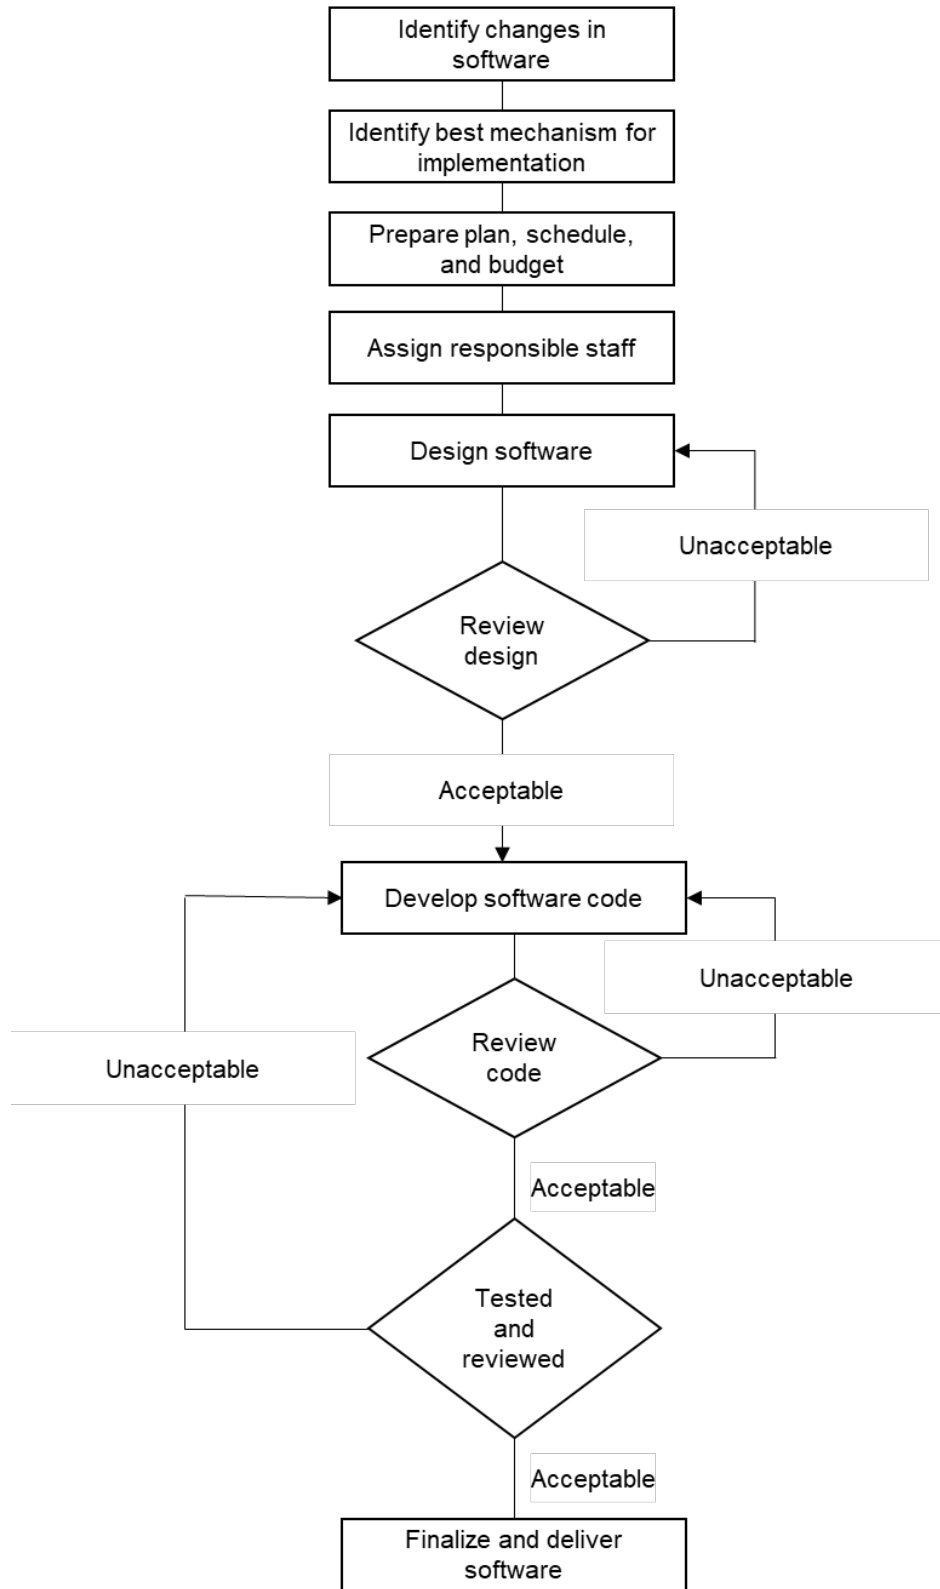 Identify changes in
software
Identify best mechanism for
implementation
Prepare plan, schedule,
and budget
Assign responsible staff
Design software
Unacceptable
Review
design
Acceptable
Develop software code
Unacceptable
Review
code
Unacceptable
Acceptable
Tested
and
reviewed
Acceptable
Finalize and deliver
software